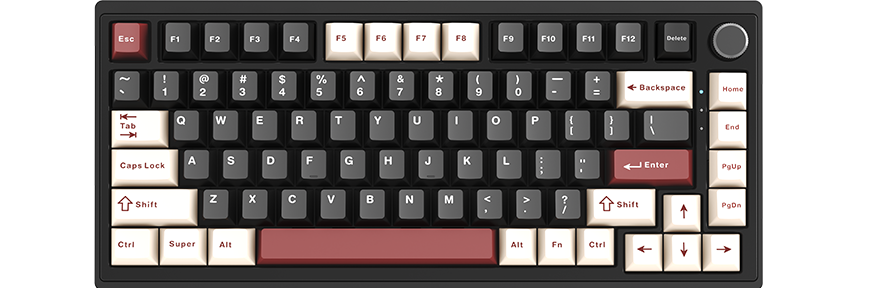 Esc F1 F2 F3 F4 F5 F6 F7 F8 F9 F10 F11 F12 Delete
~ ! @ # $ % ^ & * ( ) — +
` 1 2 3 4 5 6 7 8 9 0 - = Backspace Home
Tab Q W E R T Y U I O P { [ } ] | \ End
Caps Lock A S D F G H J K L : ; " ' Enter PgUp
Shift Z X C V B N M < , > . ? / Shift PgDn
Ctrl Super Alt Alt Fn Ctrl